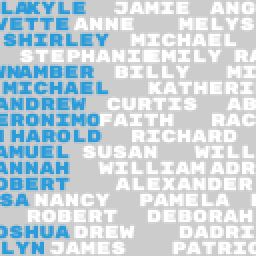 LAKYLE JAMIE ANG
VETTE ANNE MELYS
SHIRLEY MICHAEL
STEPHANIE EMILY RA
WNAMBER BILLY MI
MICHAEL KATHERI
ANDREW CURTIS AB
ERONIMO FAITH RAC
HAROLD RICHARD
AMUEL SUSAN WILL
ANNAH WILLIAM ADR
OBERT ALEXANDER
SA NANCY PAMELA
ROBERT DEBORAH
OSHUA DREW DADRI
LYN JAMES PATRIC